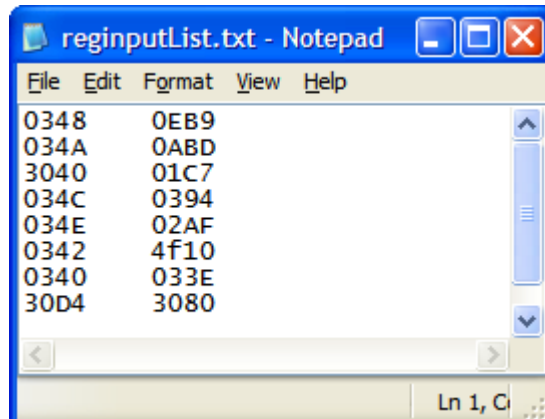 reginputList.txt - Notepad
File Edit Format View Help
0348 0EB9
034A 0ABD
3040 01C7
034C 0394
034E 02AF
0342 4f10
0340 033E
30D4 3080
Ln 1, C